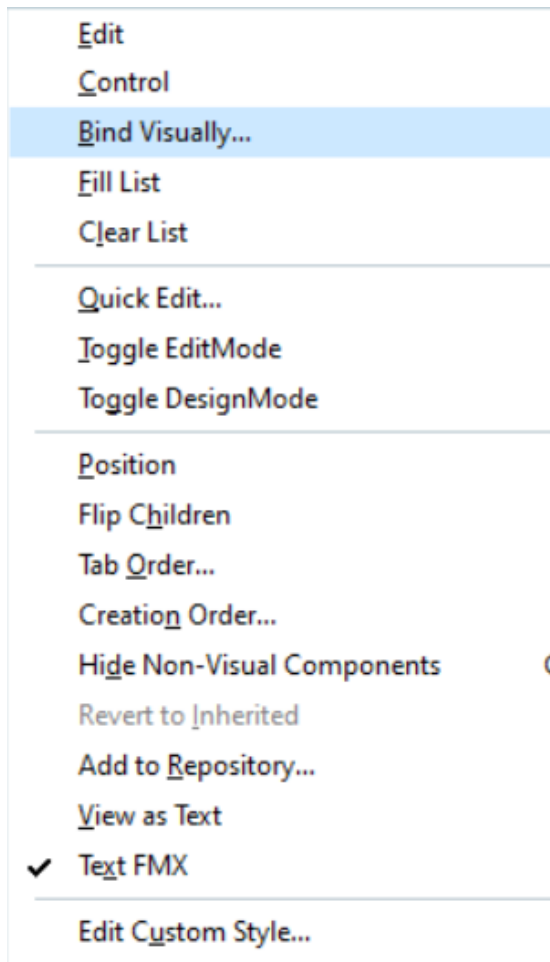 Edit
Control
Bind Visually...
Fill List
Clear List
Quick Edit...
Toggle EditMode
Toggle DesignMode
Position
Flip Children
Tab Order...
Creation Order...
Hide Non-Visual Components
Revert to Inherited
Add to Repository...
View as Text
Text FMX
Edit Custom Style...